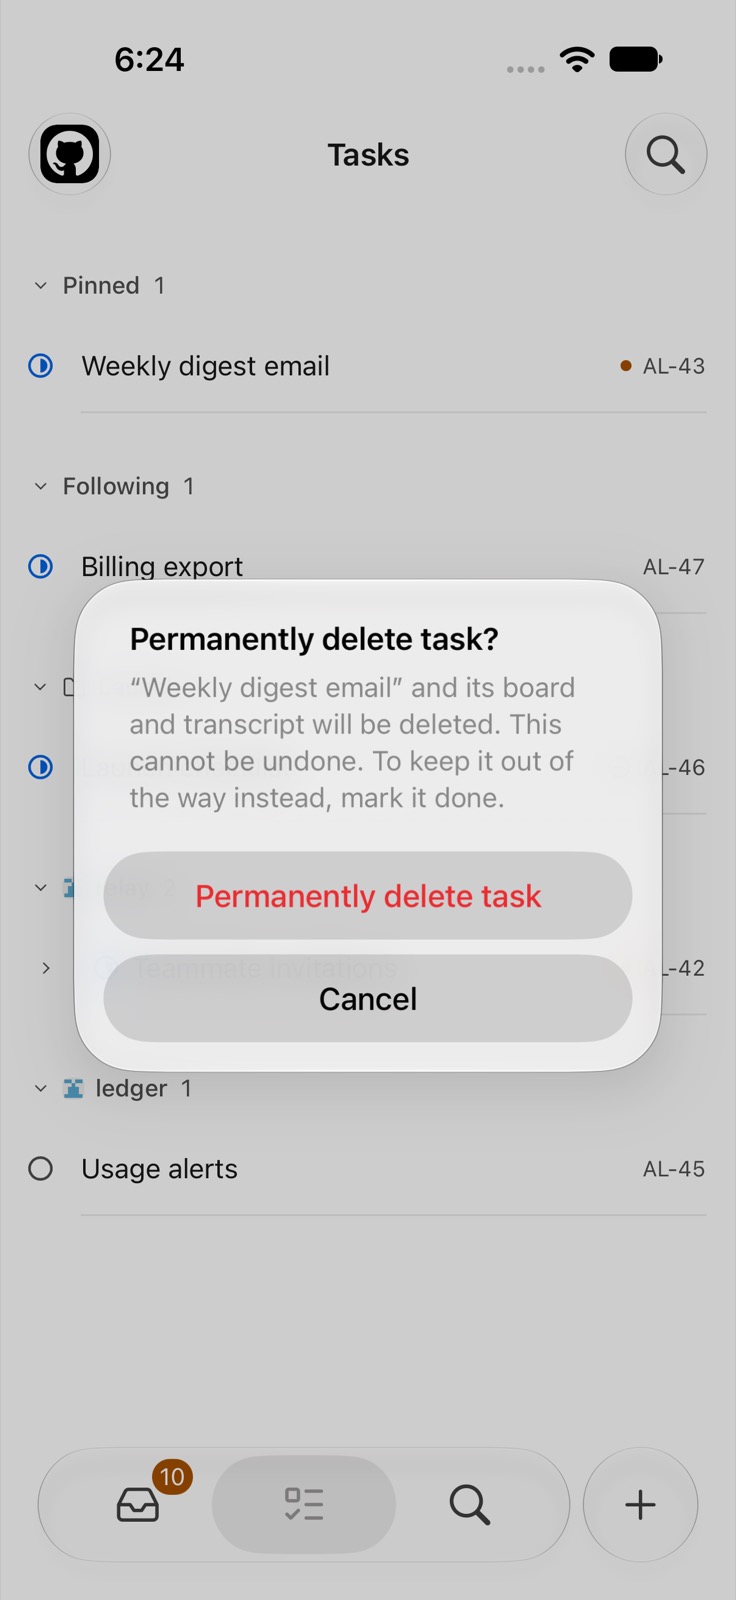 6:24
Tasks
Pinned 1
Weekly digest email AL-43
Following 1
Billing export AL-47
Permanently delete task?
“Weekly digest email” and its board
and transcript will be deleted. This
cannot be undone. To keep it out of
the way instead, mark it done.
L-46
Permanently delete task
Teammate invitations L-42
Cancel
ledger 1
Usage alerts AL-45
10